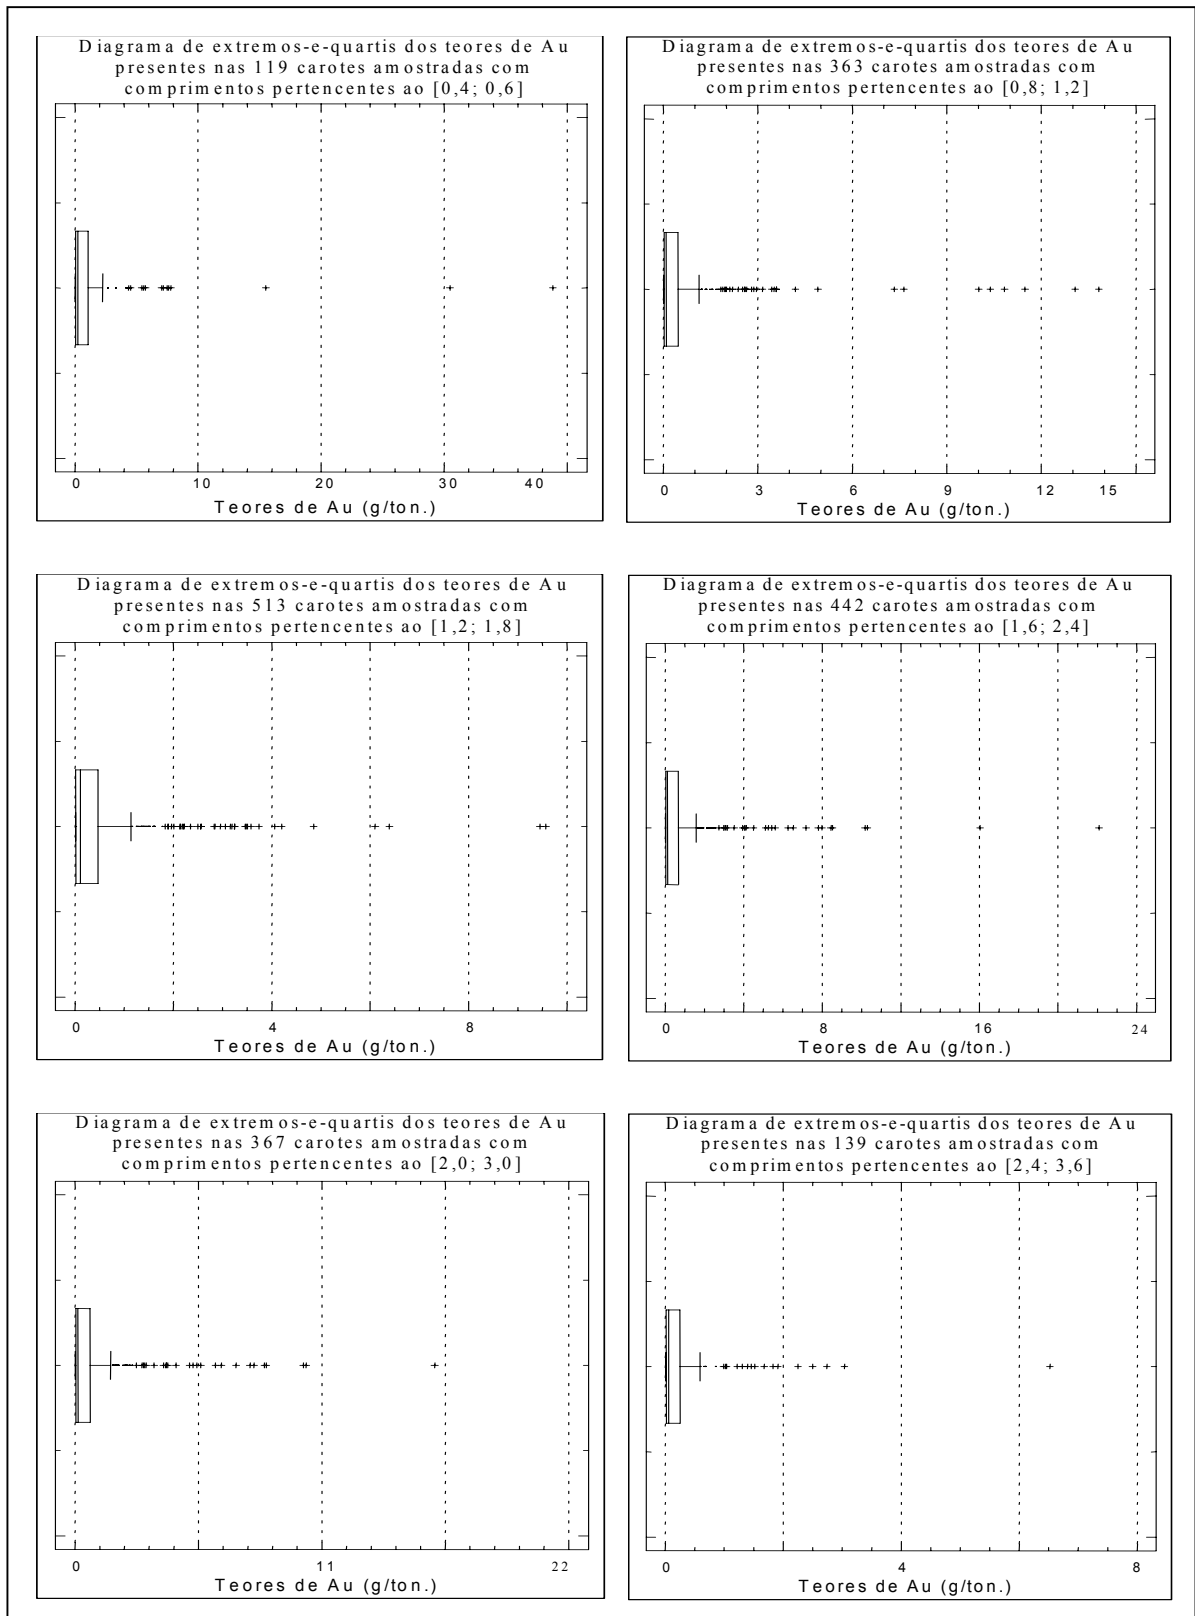 Diagrama de extremos-e-quartis dos teores de Au
presentes nas 119 carotes amostradas com
comprimentos pertencentes ao [0,4; 0,6]
0 10 20 30 40
Teores de Au (g/ton.)
Diagrama de extremos-e-quartis dos teores de Au
presentes nas 363 carotes amostradas com
comprimentos pertencentes ao [0,8; 1,2]
0 3 6 9 12 15
Teores de Au (g/ton.)
Diagrama de extremos-e-quartis dos teores de Au
presentes nas 513 carotes amostradas com
comprimentos pertencentes ao [1,2; 1,8]
0 4 8
Teores de Au (g/ton.)
Diagrama de extremos-e-quartis dos teores de Au
presentes nas 442 carotes amostradas com
comprimentos pertencentes ao [1,6; 2,4]
0 8 16 24
Teores de Au (g/ton.)
Diagrama de extremos-e-quartis dos teores de Au
presentes nas 367 carotes amostradas com
comprimentos pertencentes ao [2,0; 3,0]
0 11 22
Teores de Au (g/ton.)
Diagrama de extremos-e-quartis dos teores de Au
presentes nas 139 carotes amostradas com
comprimentos pertencentes ao [2,4; 3,6]
0 4 8
Teores de Au (g/ton.)